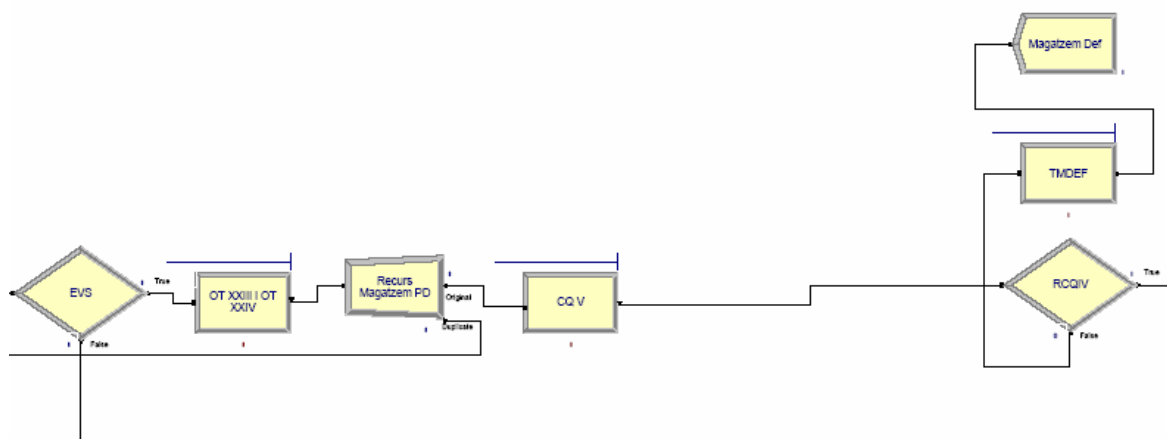 Magatzem Def
TMDEF
EVS
True
False
OT XXIII I OT
XXIV
Recurs
Magatzem PD
Original
Duplicate
CQ V
RCQIV
True
False